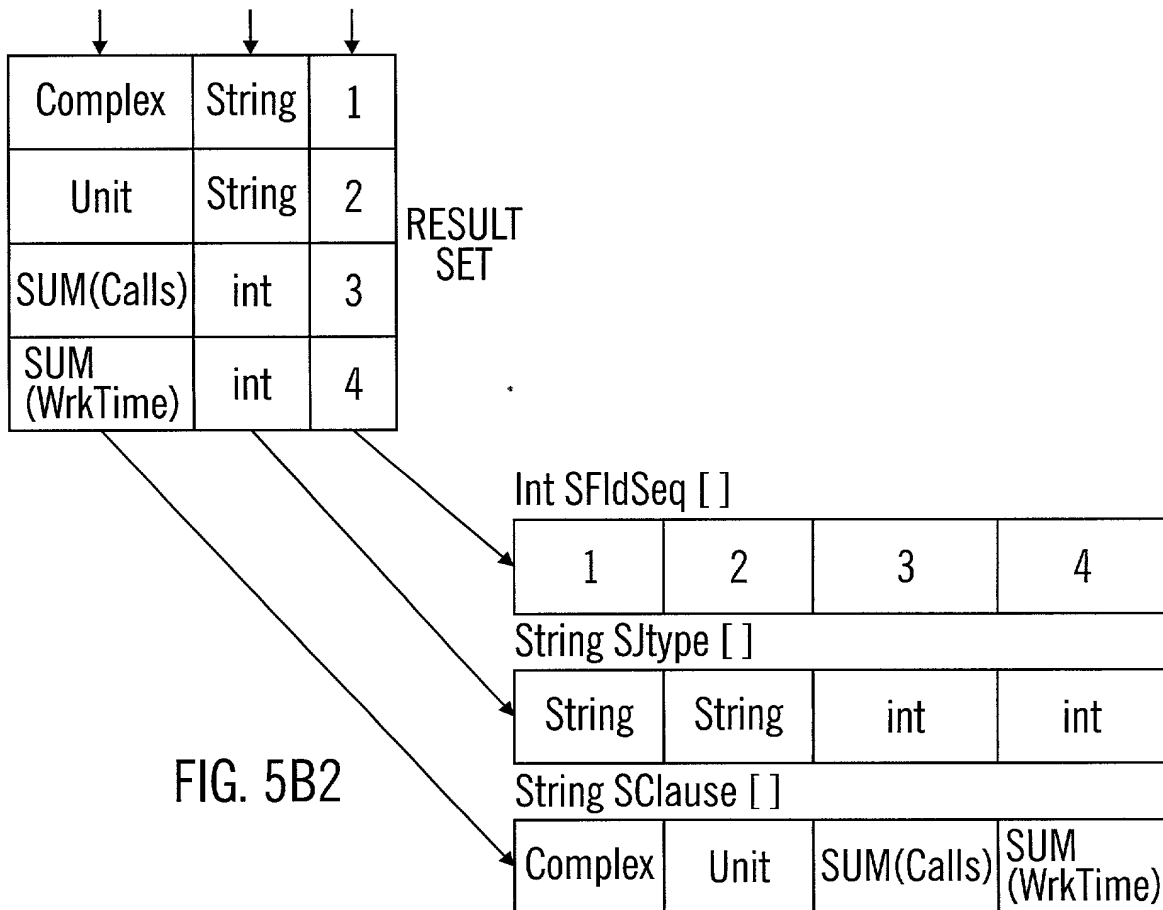 Complex String 1
Unit String 2
RESULT
SET
SUM(Calls) int 3
SUM
(WrkTime) int 4
Int SFldSeq [ ]
1 2 3 4
String SJtype [ ]
String String int int
FIG. 5B2
String SClause [ ]
Complex Unit SUM(Calls) SUM
(WrkTime)